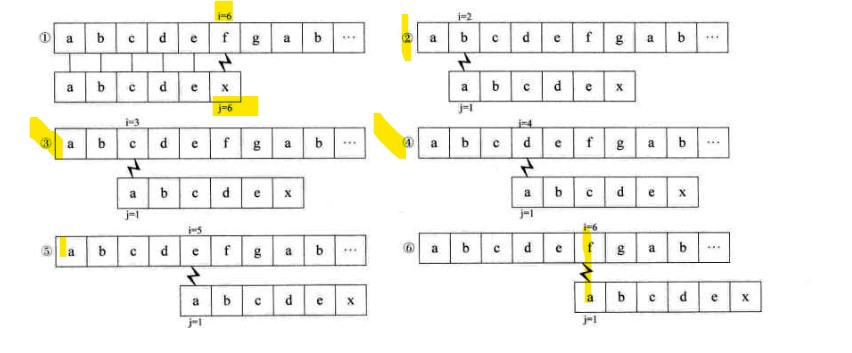 i=6
① a b c d e f g a b ...
a b c d e x
j=6
i=2
② a b c d e f g a b ...
a b c d e x
j=1
i=3
③ a b c d e f g a b ...
a b c d e x
j=1
i=4
④ a b c d e f g a b ...
a b c d e x
j=1
i=5
⑤ a b c d e f g a b ...
a b c d e x
j=1
i=6
⑥ a b c d e f g a b ...
a b c d e x
j=1